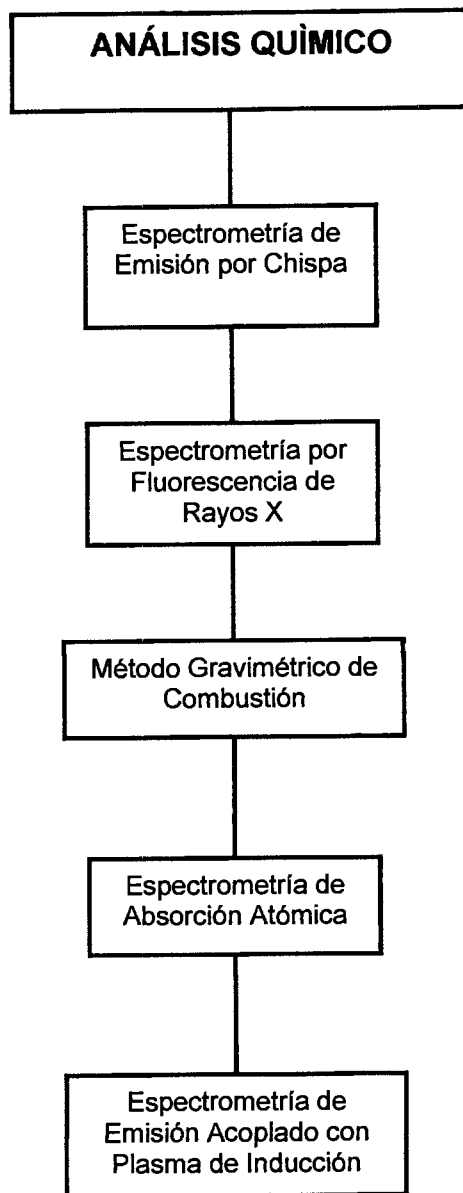 ANÁLISIS QUÌMICO
Espectrometría de
Emisión por Chispa
Espectrometría por
Fluorescencia de
Rayos X
Método Gravimétrico de
Combustión
Espectrometría de
Absorción Atómica
Espectrometría de
Emisión Acoplado con
Plasma de Inducción